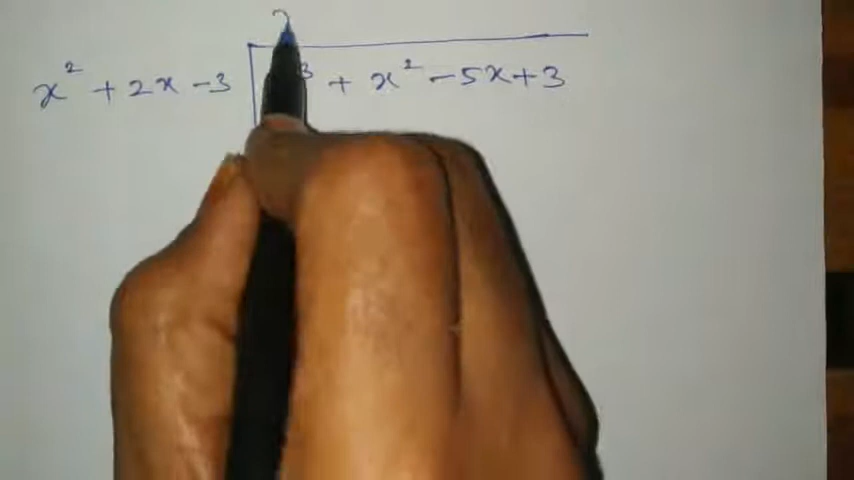 x² + 2x - 3 ³ + x² - 5x + 3